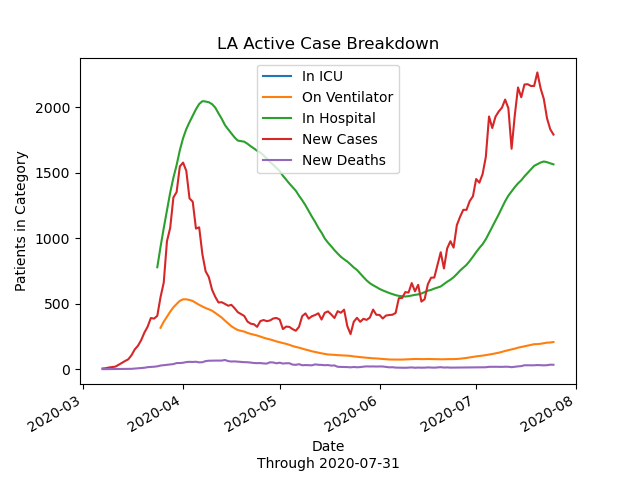 LA Active Case Breakdown
In ICU
On Ventilator
In Hospital
New Cases
New Deaths
Patients in Category
2000
1500
1000
500
0
2020-03
2020-04
2020-05
2020-06
2020-07
2020-08
Date
Through 2020-07-31